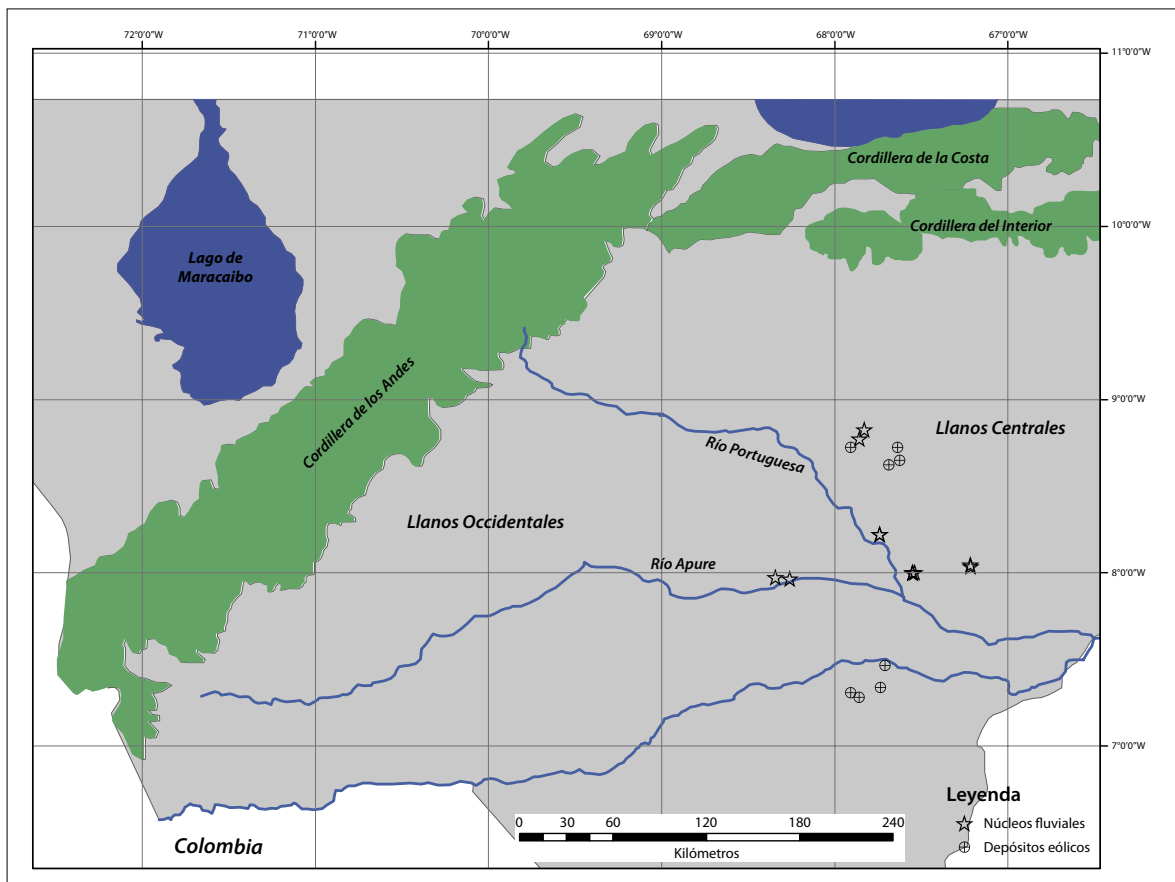 72°0'0"W 71°0'0"W 70°0'0"W 69°0'0"W 68°0'0"W 67°0'0"W
11°0'0"W
Cordillera de la Costa
10°0'0"W
Cordillera del Interior
Lago de
Maracaibo
Cordillera de los Andes
9°0'0"W
Llanos Centrales
Río Portuguesa
Llanos Occidentales
Río Apure
8°0'0"W
7°0'0"W
Leyenda
Núcleos fluviales
Depósitos eólicos
0 30 60 120 180 240
Kilómetros
Colombia